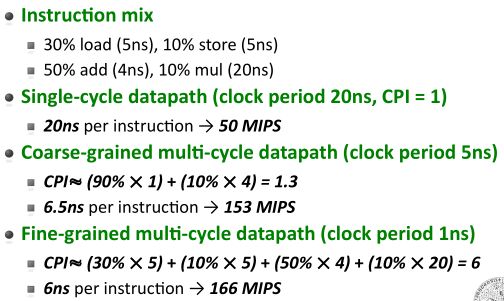 Instruction mix
30% load (5ns), 10% store (5ns)
50% add (4ns), 10% mul (20ns)
Single-cycle datapath (clock period 20ns, CPI = 1)
20ns per instruction → 50 MIPS
Coarse-grained multi-cycle datapath (clock period 5ns)
CPI≈ (90% × 1) + (10% × 4) = 1.3
6.5ns per instruction → 153 MIPS
Fine-grained multi-cycle datapath (clock period 1ns)
CPI≈ (30% × 5) + (10% × 5) + (50% × 4) + (10% × 20) = 6
6ns per instruction → 166 MIPS